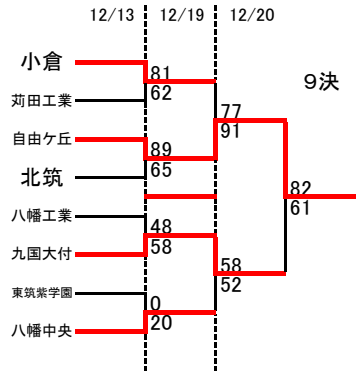 12/13 12/19 12/20
小倉
81
62
苅田工業
9決
77
91
自由ケ丘
89
65
北筑
82
61
八幡工業
48
58
九国大付
58
52
東筑紫学園
0
20
八幡中央